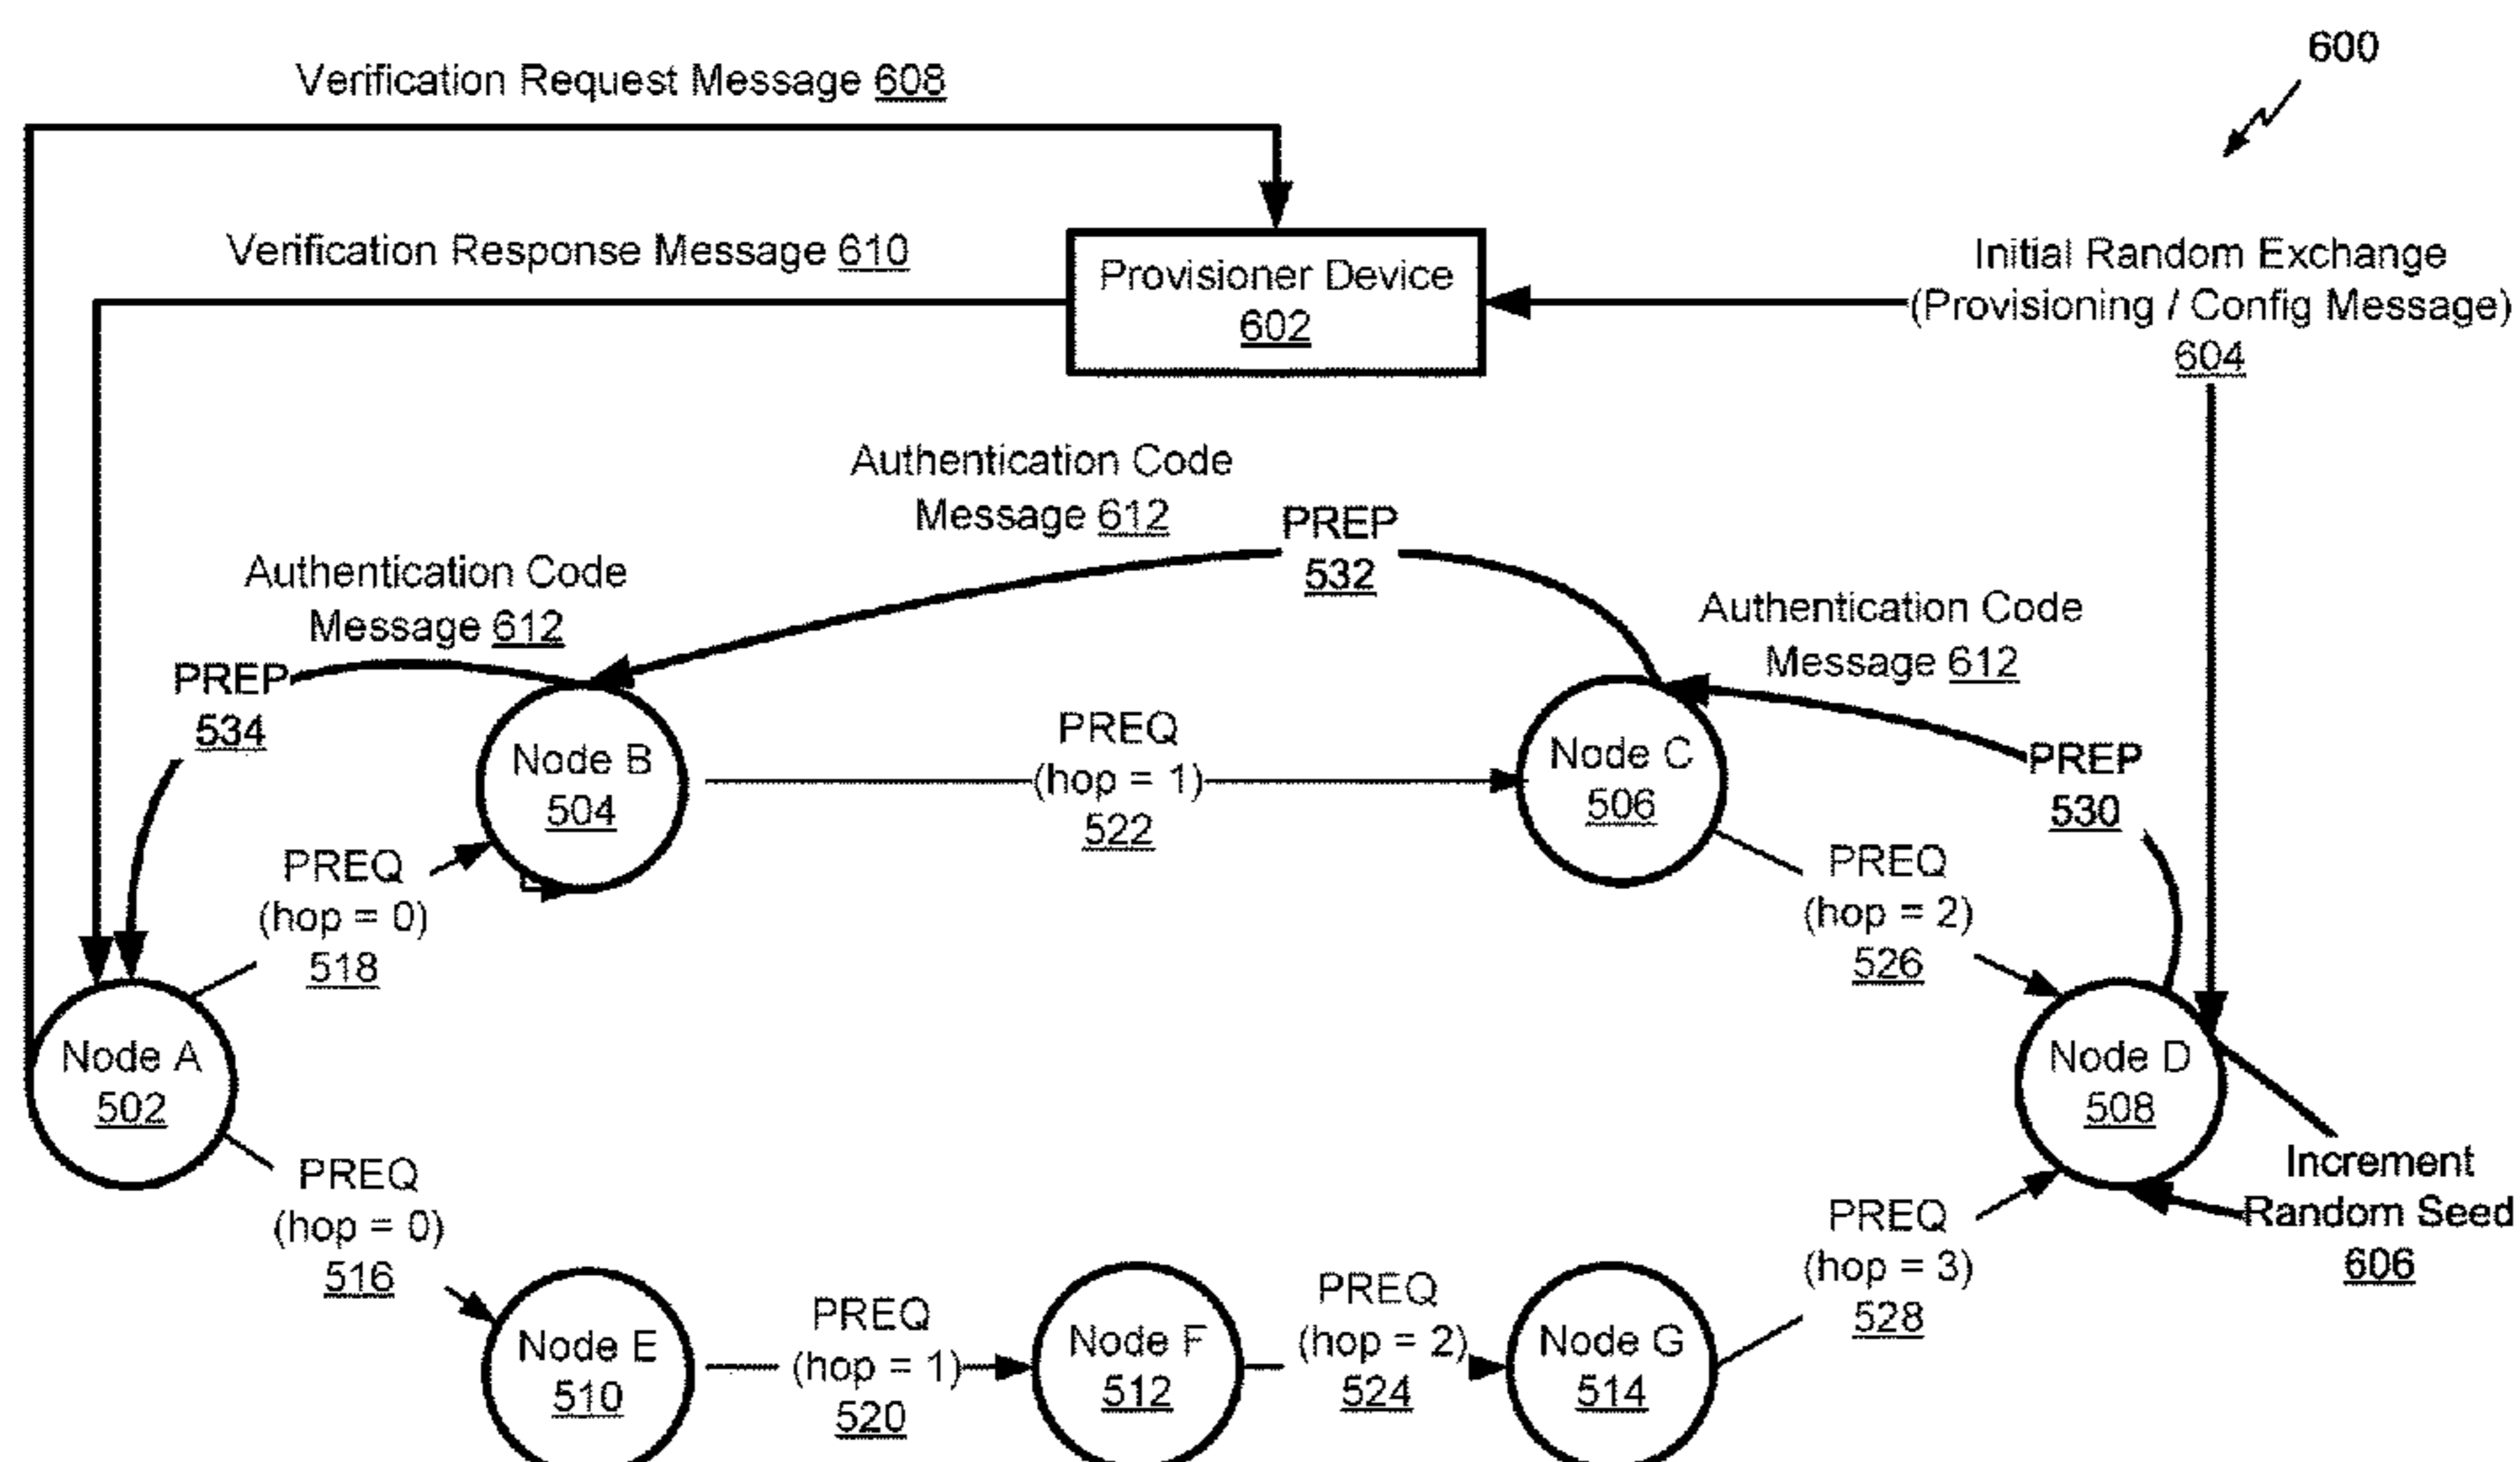 600
Verification Request Message 608
Verification Response Message 610
Provisioner Device
602
Initial Random Exchange
(Provisioning / Config Message)
604
Authentication Code
Message 612
PREP
532
Authentication Code
Message 612
PREP
534
Authentication Code
Message 612
PREP
530
Node B
504
PREQ
(hop = 1)
522
Node C
506
PREQ
(hop = 0)
518
PREQ
(hop = 2)
526
Node A
502
Node D
508
Increment
Random Seed
606
PREQ
(hop = 0)
516
PREQ
(hop = 3)
528
Node E
510
PREQ
(hop = 1)
520
Node F
512
PREQ
(hop = 2)
524
Node G
514